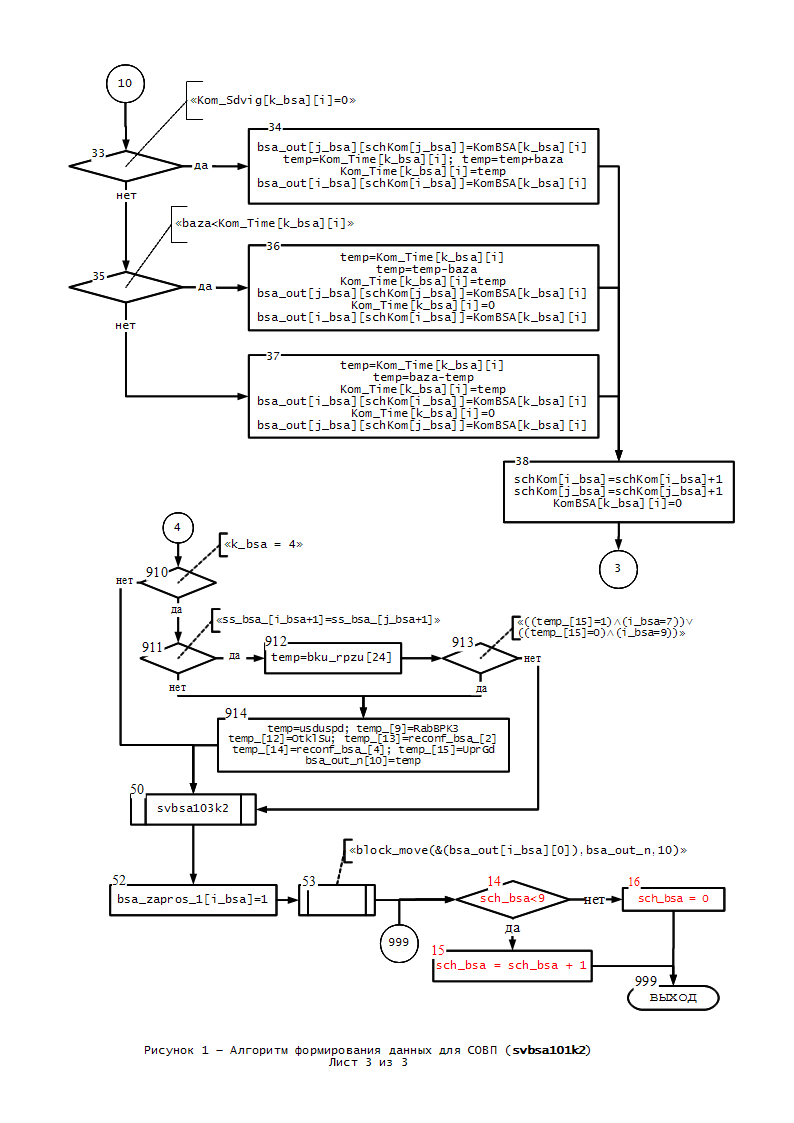 10
«Kom_Sdvig[k_bsa][i]=0»
33
да
нет
34
bsa_out[j_bsa][schKom[j_bsa]]=KomBSA[k_bsa][i]
temp=Kom_Time[k_bsa][i]; temp=temp+baza
Kom_Time[k_bsa][i]=temp
bsa_out[i_bsa][schKom[i_bsa]]=KomBSA[k_bsa][i]
«baza<Kom_Time[k_bsa][i]»
35
да
нет
36
temp=Kom_Time[k_bsa][i]
temp=temp-baza
Kom_Time[k_bsa][i]=temp
bsa_out[j_bsa][schKom[j_bsa]]=KomBSA[k_bsa][i]
Kom_Time[k_bsa][i]=0
bsa_out[i_bsa][schKom[i_bsa]]=KomBSA[k_bsa][i]
37
temp=Kom_Time[k_bsa][i]
temp=baza-temp
Kom_Time[k_bsa][i]=temp
bsa_out[i_bsa][schKom[i_bsa]]=KomBSA[k_bsa][i]
Kom_Time[k_bsa][i]=0
bsa_out[j_bsa][schKom[j_bsa]]=KomBSA[k_bsa][i]
38
schKom[i_bsa]=schKom[i_bsa]+1
schKom[j_bsa]=schKom[j_bsa]+1
KomBSA[k_bsa][i]=0
3
4
«k_bsa = 4»
910
нет
да
«ss_bsa_[i_bsa+1]=ss_bsa_[j_bsa+1]»
911
да
нет
912
temp=bku_rpzu[24]
«((temp_[15]=1)∧(i_bsa=7))∨
((temp_[15]=0)∧(i_bsa=9))»
913
нет
да
914
temp=usduspd; temp_[9]=RabBPK3
temp_[12]=OtklSu; temp_[13]=reconf_bsa_[2]
temp_[14]=reconf_bsa_[4]; temp_[15]=UprGd
bsa_out_n[10]=temp
50
svbsa103k2
52
bsa_zapros_1[i_bsa]=1
53
«block_move(&(bsa_out[i_bsa][0]),bsa_out_n,10)»
999
14
sch_bsa<9
нет
да
16
sch_bsa = 0
15
sch_bsa = sch_bsa + 1
999
ВЫХОД
Рисунок 1 – Алгоритм формирования данных для СОВП (svbsa101k2)
Лист 3 из 3